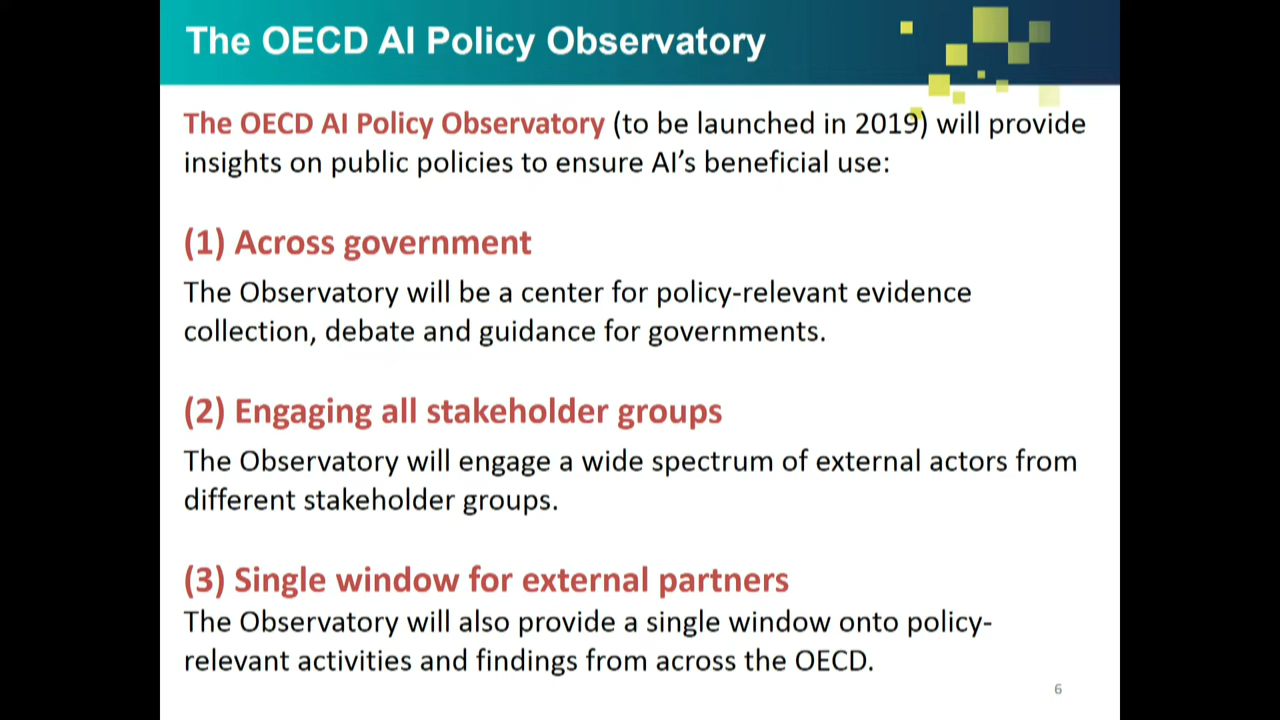 The OECD AI Policy Observatory
The OECD AI Policy Observatory (to be launched in 2019) will provide
insights on public policies to ensure AI’s beneficial use:
(1) Across government
The Observatory will be a center for policy-relevant evidence
collection, debate and guidance for governments.
(2) Engaging all stakeholder groups
The Observatory will engage a wide spectrum of external actors from
different stakeholder groups.
(3) Single window for external partners
The Observatory will also provide a single window onto policy-
relevant activities and findings from across the OECD.
6